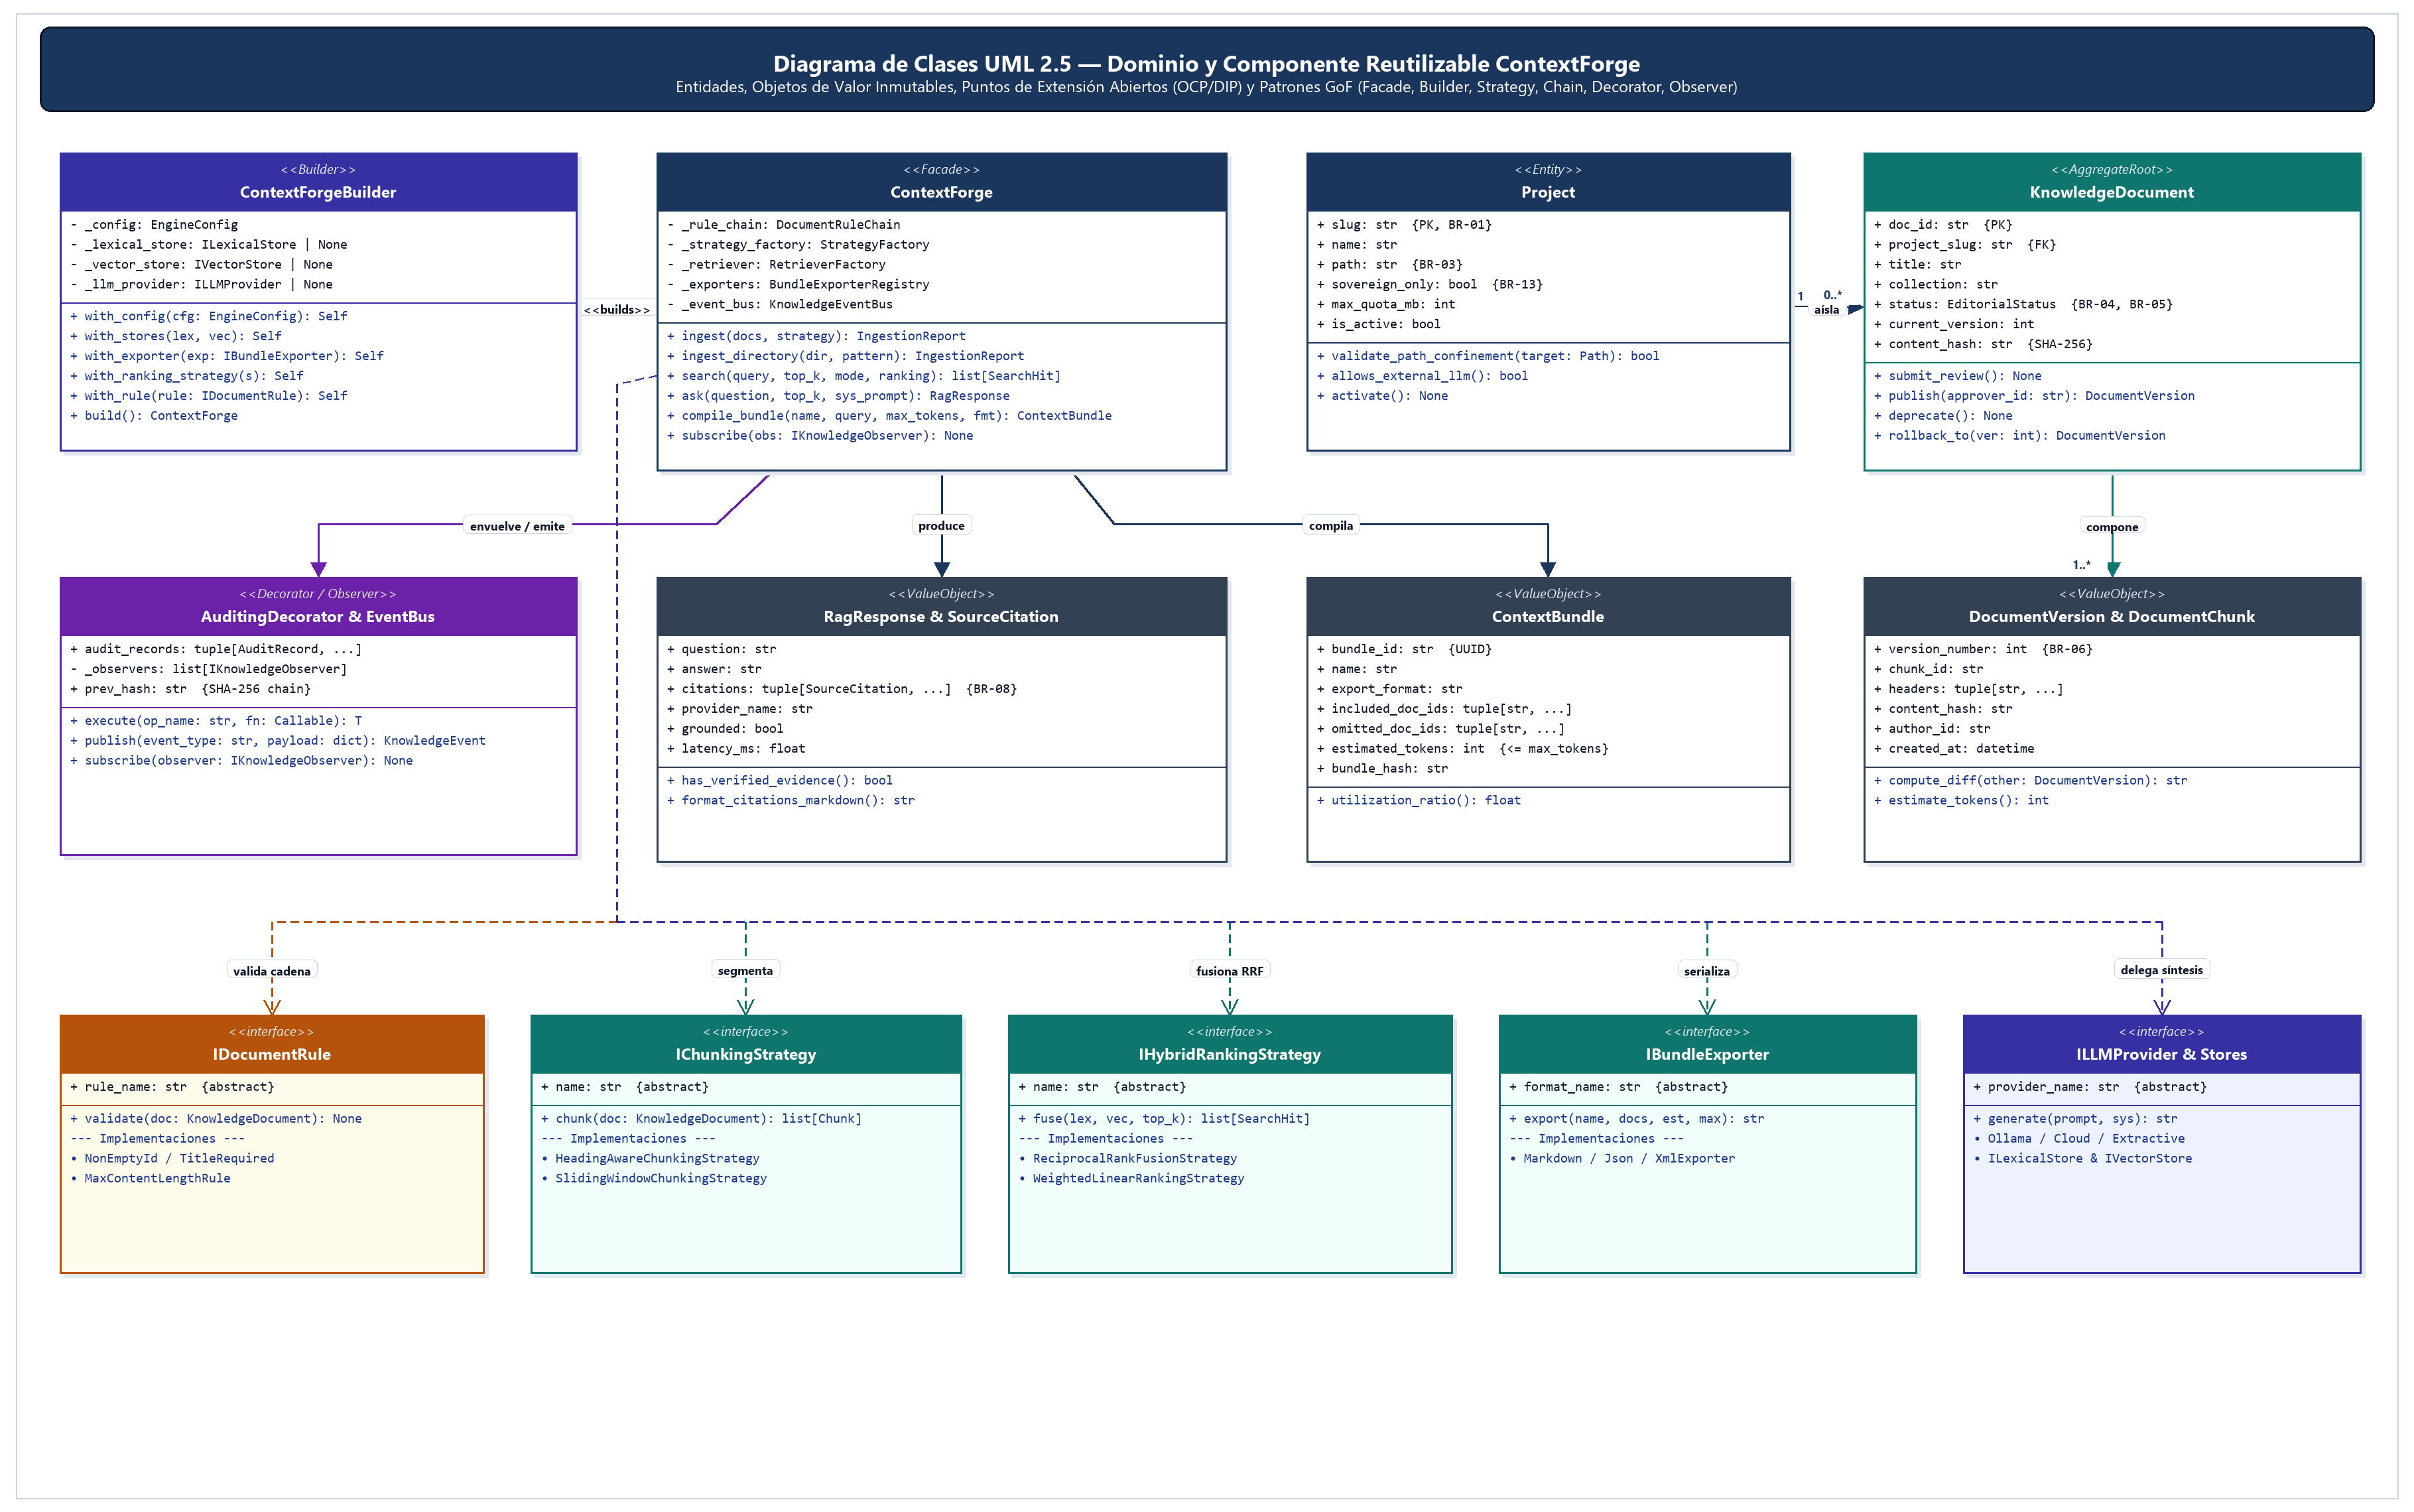 Diagrama de Clases UML 2.5 — Dominio y Componente Reutilizable ContextForge
Entidades, Objetos de Valor Inmutables, Puntos de Extensión Abiertos (OCP/DIP) y Patrones GoF (Facade, Builder, Strategy, Chain, Decorator, Observer)
<<Builder>>
ContextForgeBuilder
- _config: EngineConfig
- _lexical_store: ILexicalStore | None
- _vector_store: IVectorStore | None
- _llm_provider: ILLMProvider | None
+ with_config(cfg: EngineConfig): Self
+ with_stores(lex, vec): Self
+ with_exporter(exp: IBundleExporter): Self
+ with_ranking_strategy(s): Self
+ with_rule(rule: IDocumentRule): Self
+ build(): ContextForge
<<builds>>
<<Facade>>
ContextForge
- _rule_chain: DocumentRuleChain
- _strategy_factory: StrategyFactory
- _retriever: RetrieverFactory
- _exporters: BundleExporterRegistry
- _event_bus: KnowledgeEventBus
+ ingest(docs, strategy): IngestionReport
+ ingest_directory(dir, pattern): IngestionReport
+ search(query, top_k, mode, ranking): list[SearchHit]
+ ask(question, top_k, sys_prompt): RagResponse
+ compile_bundle(name, query, max_tokens, fmt): ContextBundle
+ subscribe(obs: IKnowledgeObserver): None
<<Entity>>
Project
+ slug: str  {PK, BR-01}
+ name: str
+ path: str  {BR-03}
+ sovereign_only: bool  {BR-13}
+ max_quota_mb: int
+ is_active: bool
+ validate_path_confinement(target: Path): bool
+ allows_external_llm(): bool
+ activate(): None
1 0..*
aísla
<<AggregateRoot>>
KnowledgeDocument
+ doc_id: str  {PK}
+ project_slug: str  {FK}
+ title: str
+ collection: str
+ status: EditorialStatus  {BR-04, BR-05}
+ current_version: int
+ content_hash: str  {SHA-256}
+ submit_review(): None
+ publish(approver_id: str): DocumentVersion
+ deprecate(): None
+ rollback_to(ver: int): DocumentVersion
envuelve / emite
produce
compila
compone
1..*
<<Decorator / Observer>>
AuditingDecorator & EventBus
+ audit_records: tuple[AuditRecord, ...]
- _observers: list[IKnowledgeObserver]
+ prev_hash: str  {SHA-256 chain}
+ execute(op_name: str, fn: Callable): T
+ publish(event_type: str, payload: dict): KnowledgeEvent
+ subscribe(observer: IKnowledgeObserver): None
<<ValueObject>>
RagResponse & SourceCitation
+ question: str
+ answer: str
+ citations: tuple[SourceCitation, ...]  {BR-08}
+ provider_name: str
+ grounded: bool
+ latency_ms: float
+ has_verified_evidence(): bool
+ format_citations_markdown(): str
<<ValueObject>>
ContextBundle
+ bundle_id: str  {UUID}
+ name: str
+ export_format: str
+ included_doc_ids: tuple[str, ...]
+ omitted_doc_ids: tuple[str, ...]
+ estimated_tokens: int  {<= max_tokens}
+ bundle_hash: str
+ utilization_ratio(): float
<<ValueObject>>
DocumentVersion & DocumentChunk
+ version_number: int  {BR-06}
+ chunk_id: str
+ headers: tuple[str, ...]
+ content_hash: str
+ author_id: str
+ created_at: datetime
+ compute_diff(other: DocumentVersion): str
+ estimate_tokens(): int
valida cadena
segmenta
fusiona RRF
serializa
delega síntesis
<<interface>>
IDocumentRule
+ rule_name: str  {abstract}
+ validate(doc: KnowledgeDocument): None
--- Implementaciones ---
• NonEmptyId / TitleRequired
• MaxContentLengthRule
<<interface>>
IChunkingStrategy
+ name: str  {abstract}
+ chunk(doc: KnowledgeDocument): list[Chunk]
--- Implementaciones ---
• HeadingAwareChunkingStrategy
• SlidingWindowChunkingStrategy
<<interface>>
IHybridRankingStrategy
+ name: str  {abstract}
+ fuse(lex, vec, top_k): list[SearchHit]
--- Implementaciones ---
• ReciprocalRankFusionStrategy
• WeightedLinearRankingStrategy
<<interface>>
IBundleExporter
+ format_name: str  {abstract}
+ export(name, docs, est, max): str
--- Implementaciones ---
• Markdown / Json / XmlExporter
<<interface>>
ILLMProvider & Stores
+ provider_name: str  {abstract}
+ generate(prompt, sys): str
• Ollama / Cloud / Extractive
• ILexicalStore & IVectorStore